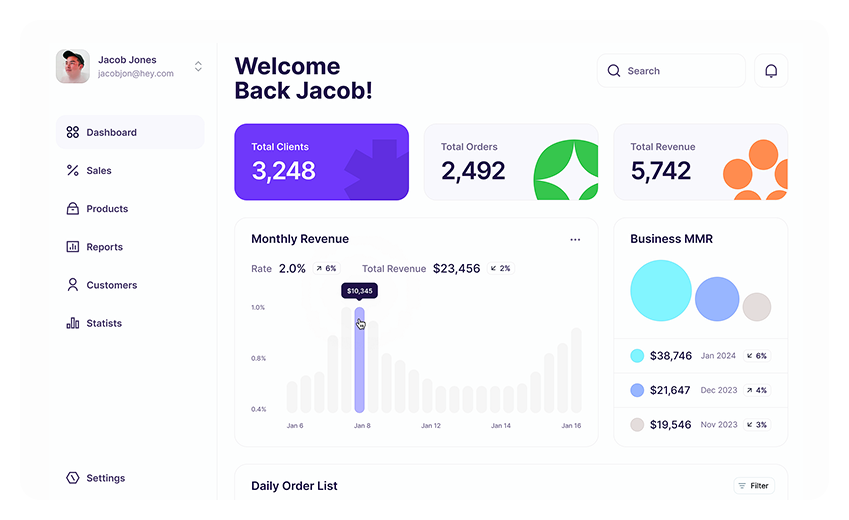 Jacob Jones
jacobjon@hey.com
Dashboard
Sales
Products
Reports
Customers
Statists
Settings
Welcome
Back Jacob!
Search
Total Clients
3,248
Total Orders
2,492
Total Revenue
5,742
Monthly Revenue
Rate 2.0% 6% Total Revenue $23,456 2%
$10,345
1.0%
0.8%
0.4%
Jan 6 Jan 8 Jan 12 Jan 14 Jan 16
Business MMR
$38,746 Jan 2024 6%
$21,647 Dec 2023 4%
$19,546 Nov 2023 3%
Daily Order List
Filter